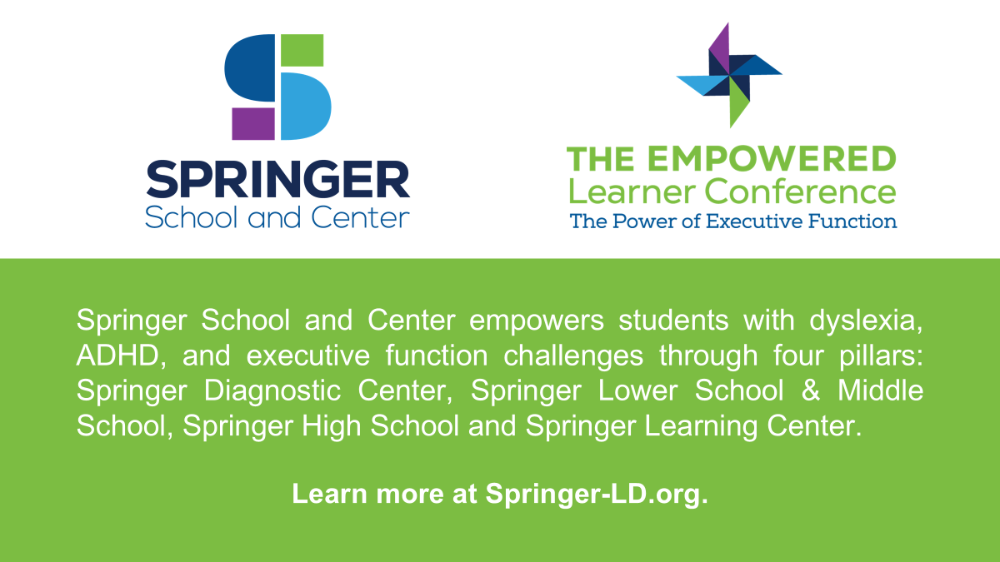 SPRINGER
School and Center
THE EMPOWERED
Learner Conference
The Power of Executive Function
Springer School and Center empowers students with dyslexia,
ADHD, and executive function challenges through four pillars:
Springer Diagnostic Center, Springer Lower School & Middle
School, Springer High School and Springer Learning Center.
Learn more at Springer-LD.org.